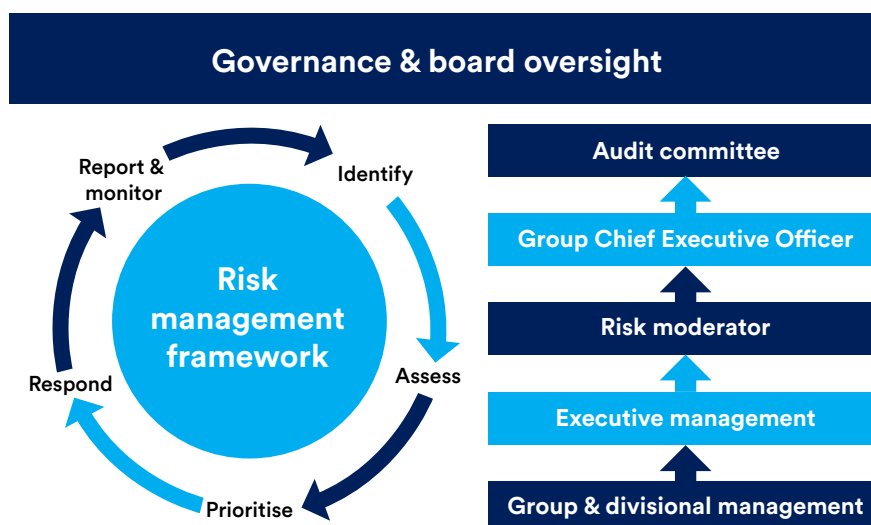 Governance & board oversight
Report &
monitor
Identify
Risk
management
framework
Assess
Respond
Prioritise
Audit committee
Group Chief Executive Officer
Risk moderator
Executive management
Group & divisional management